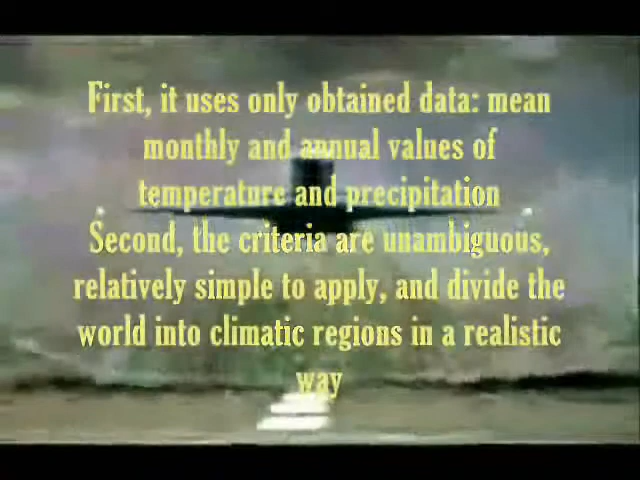 First, it uses only obtained data: mean
monthly and annual values of
temperature and precipitation
Second, the criteria are unambiguous,
relatively simple to apply, and divide the
world into climatic regions in a realistic
way